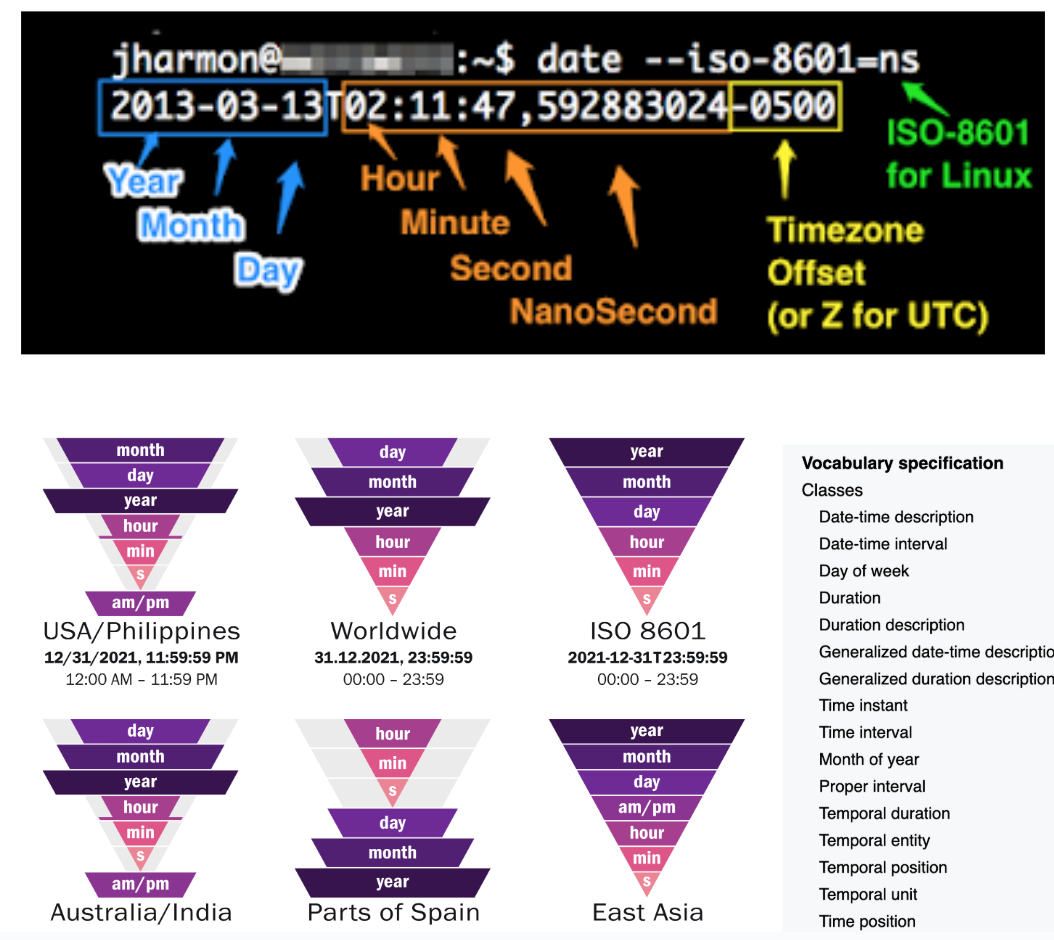 jharmon@:~$ date --iso-8601=ns
2013-03-13T02:11:47,592883024-0500
ISO-8601
for Linux
Year
Month
Day
Hour
Minute
Second
NanoSecond
Timezone
Offset
(or Z for UTC)
month
day
year
hour
min
s
am/pm
USA/Philippines
12/31/2021, 11:59:59 PM
12:00 AM – 11:59 PM
day
month
year
hour
min
s
Worldwide
31.12.2021, 23:59:59
00:00 – 23:59
year
month
day
hour
min
s
ISO 8601
2021-12-31T23:59:59
00:00 – 23:59
day
month
year
hour
min
s
am/pm
Australia/India
hour
min
s
day
month
year
Parts of Spain
year
month
day
am/pm
hour
min
s
East Asia
Vocabulary specification
Classes
Date-time description
Date-time interval
Day of week
Duration
Duration description
Generalized date-time descriptio
Generalized duration description
Time instant
Time interval
Month of year
Proper interval
Temporal duration
Temporal entity
Temporal position
Temporal unit
Time position